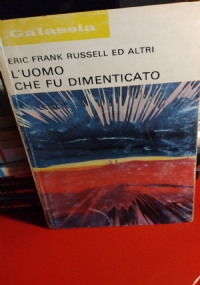 Galassia
ERIC FRANK RUSSELL ED ALTRI
L'UOMO
CHE FU DIMENTICATO